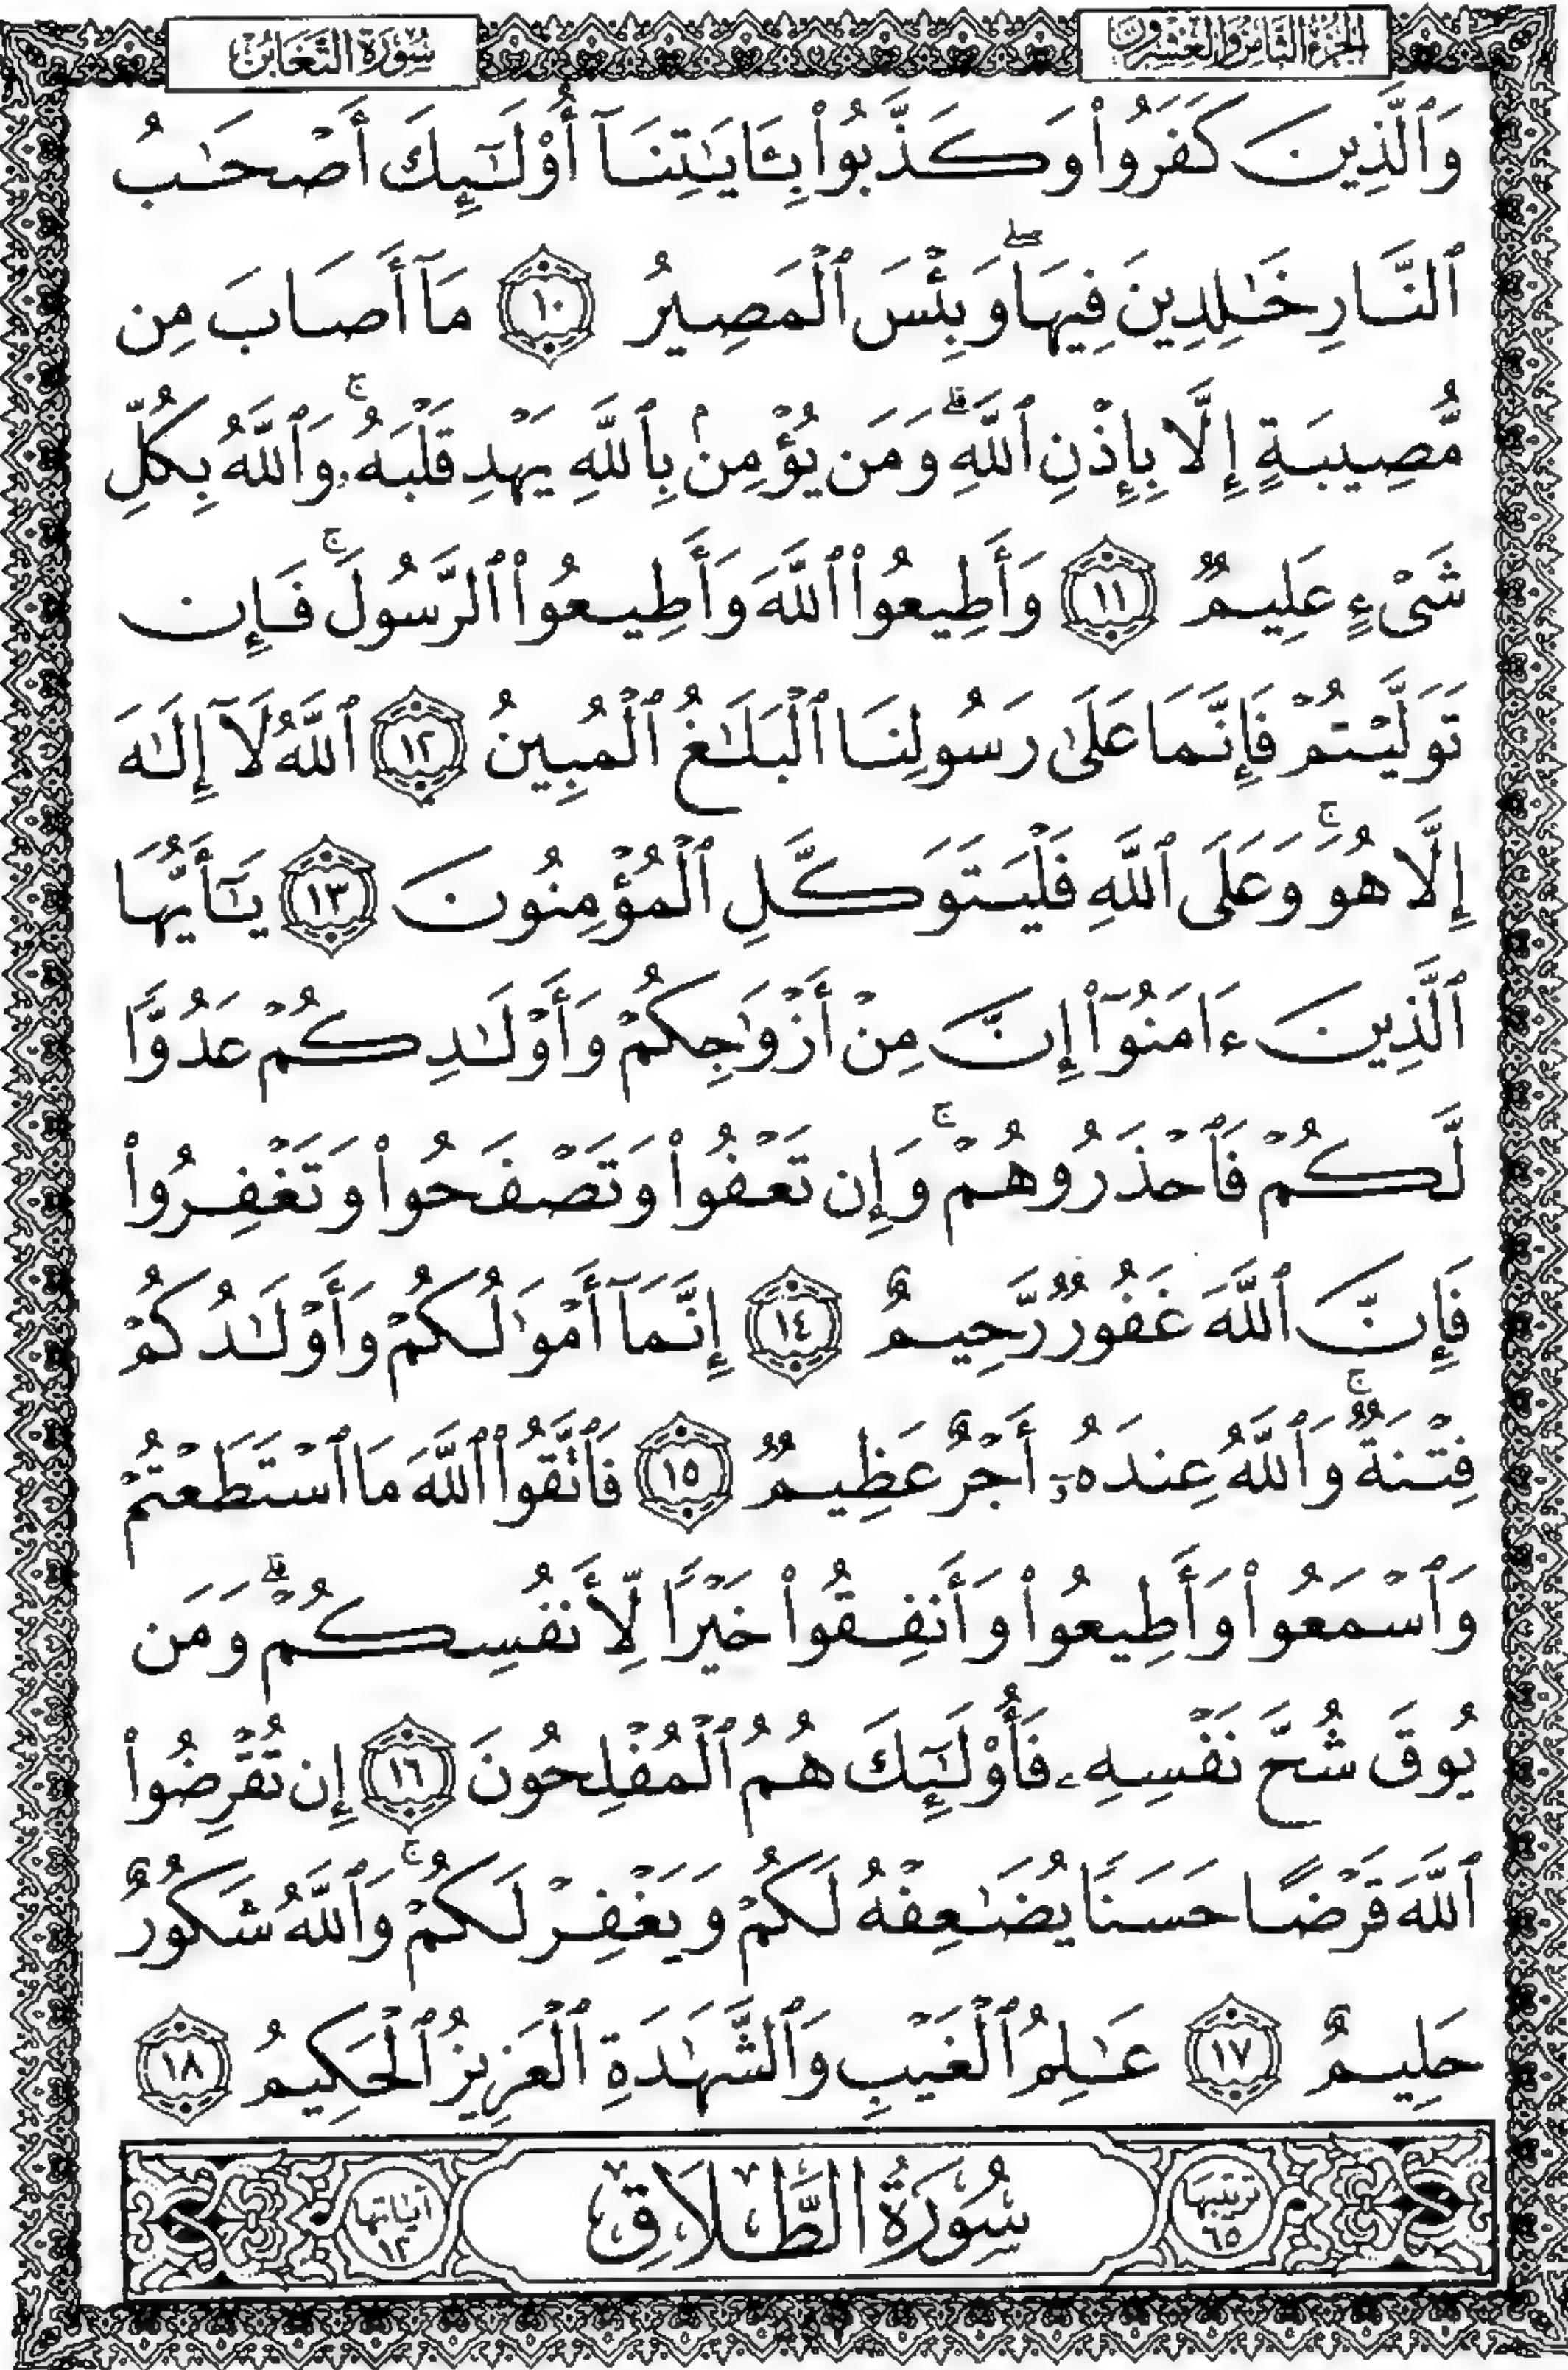 الجزء الثامن والعشرون
سورة التغابن
وَٱلَّذِينَ كَفَرُوا۟ وَكَذَّبُوا۟ بِـَٔايَـٰتِنَآ أُو۟لَـٰٓئِكَ أَصْحَـٰبُ
ٱلنَّارِ خَـٰلِدِينَ فِيهَا ۖ وَبِئْسَ ٱلْمَصِيرُ ١٠ مَآ أَصَابَ مِن
مُّصِيبَةٍ إِلَّا بِإِذْنِ ٱللَّهِ ۗ وَمَن يُؤْمِنۢ بِٱللَّهِ يَهْدِ قَلْبَهُۥ ۚ وَٱللَّهُ بِكُلِّ
شَىْءٍ عَلِيمٌ ١١ وَأَطِيعُوا۟ ٱللَّهَ وَأَطِيعُوا۟ ٱلرَّسُولَ ۚ فَإِن
تَوَلَّيْتُمْ فَإِنَّمَا عَلَىٰ رَسُولِنَا ٱلْبَلَـٰغُ ٱلْمُبِينُ ١٢ ٱللَّهُ لَآ إِلَـٰهَ
إِلَّا هُوَ ۚ وَعَلَى ٱللَّهِ فَلْيَتَوَكَّلِ ٱلْمُؤْمِنُونَ ١٣ يَـٰٓأَيُّهَا
ٱلَّذِينَ ءَامَنُوٓا۟ إِنَّ مِنْ أَزْوَٰجِكُمْ وَأَوْلَـٰدِكُمْ عَدُوًّا
لَّكُمْ فَٱحْذَرُوهُمْ ۚ وَإِن تَعْفُوا۟ وَتَصْفَحُوا۟ وَتَغْفِرُوا۟
فَإِنَّ ٱللَّهَ غَفُورٌ رَّحِيمٌ ١٤ إِنَّمَآ أَمْوَٰلُكُمْ وَأَوْلَـٰدُكُمْ
فِتْنَةٌ ۚ وَٱللَّهُ عِندَهُۥٓ أَجْرٌ عَظِيمٌ ١٥ فَٱتَّقُوا۟ ٱللَّهَ مَا ٱسْتَطَعْتُمْ
وَٱسْمَعُوا۟ وَأَطِيعُوا۟ وَأَنفِقُوا۟ خَيْرًا لِّأَنفُسِكُمْ ۗ وَمَن
يُوقَ شُحَّ نَفْسِهِۦ فَأُو۟لَـٰٓئِكَ هُمُ ٱلْمُفْلِحُونَ ١٦ إِن تُقْرِضُوا۟
ٱللَّهَ قَرْضًا حَسَنًا يُضَـٰعِفْهُ لَكُمْ وَيَغْفِرْ لَكُمْ ۚ وَٱللَّهُ شَكُورٌ
حَلِيمٌ ١٧ عَـٰلِمُ ٱلْغَيْبِ وَٱلشَّهَـٰدَةِ ٱلْعَزِيزُ ٱلْحَكِيمُ ١٨
ترتيبها ٦٥ سُورَةُ الطَّلَاقِ آياتها ١٢